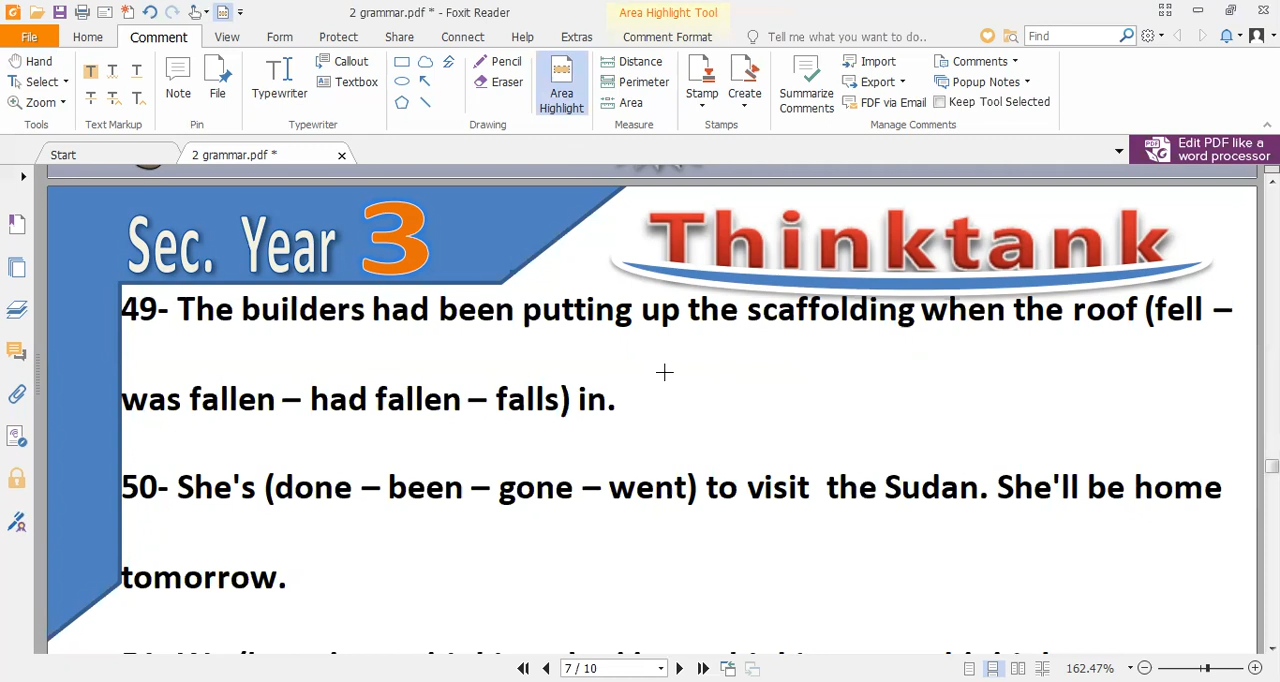 2 grammar.pdf * - Foxit Reader
Area Highlight Tool
File Home Comment View Form Protect Share Connect Help Extras Comment Format Tell me what you want to do.. Find
Hand
Select
Zoom
Tools
Text Markup
Note
File
Pin
Typewriter
Callout
Textbox
Typewriter
Pencil
Eraser
Drawing
Area
Highlight
Distance
Perimeter
Area
Measure
Stamp
Create
Stamps
Summarize
Comments
Import
Export
FDF via Email
Comments
Popup Notes
Keep Tool Selected
Manage Comments
Start
2 grammar.pdf *
Edit PDF like a
word processor
Sec. Year 3
Thinktank
49- The builders had been putting up the scaffolding when the roof (fell –
was fallen – had fallen – falls) in.
50- She's (done – been – gone – went) to visit the Sudan. She'll be home
tomorrow.
7 / 10
162.47%